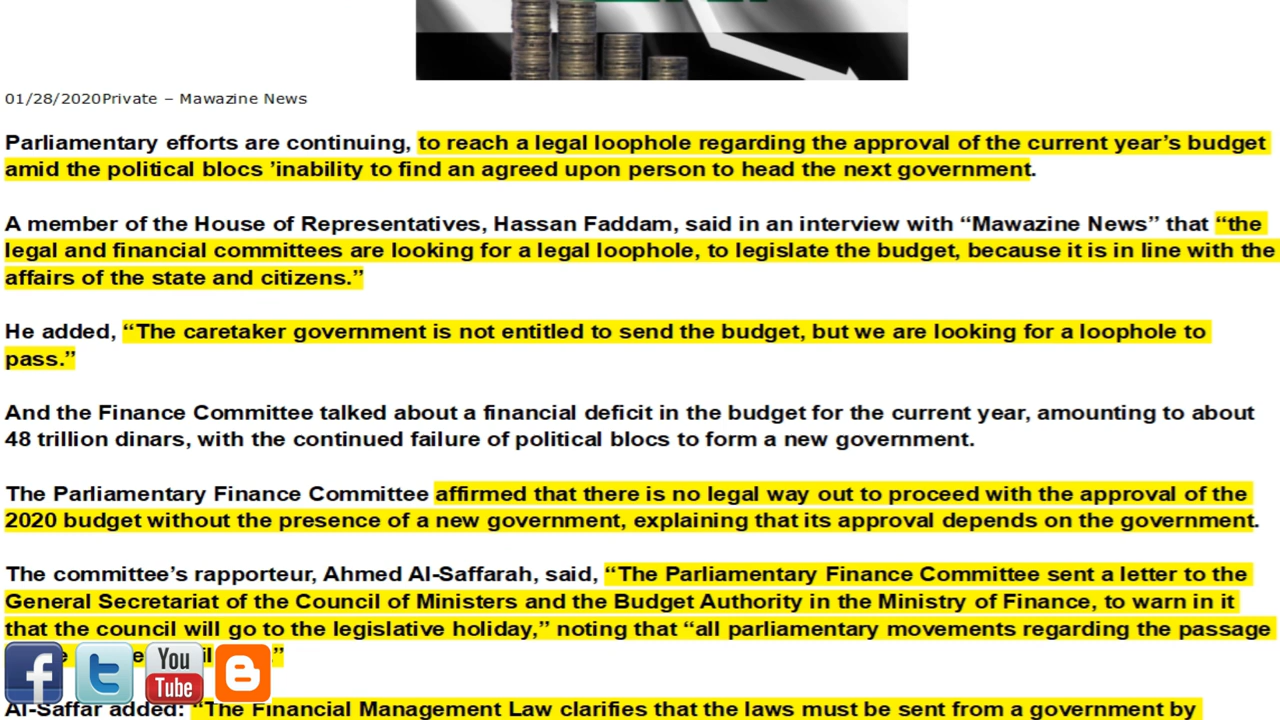 01/28/2020Private – Mawazine News
Parliamentary efforts are continuing, to reach a legal loophole regarding the approval of the current year’s budget
amid the political blocs ’inability to find an agreed upon person to head the next government.
A member of the House of Representatives, Hassan Faddam, said in an interview with “Mawazine News” that “the
legal and financial committees are looking for a legal loophole, to legislate the budget, because it is in line with the
affairs of the state and citizens.”
He added, “The caretaker government is not entitled to send the budget, but we are looking for a loophole to
pass.”
And the Finance Committee talked about a financial deficit in the budget for the current year, amounting to about
48 trillion dinars, with the continued failure of political blocs to form a new government.
The Parliamentary Finance Committee affirmed that there is no legal way out to proceed with the approval of the
2020 budget without the presence of a new government, explaining that its approval depends on the government.
The committee’s rapporteur, Ahmed Al-Saffarah, said, “The Parliamentary Finance Committee sent a letter to the
General Secretariat of the Council of Ministers and the Budget Authority in the Ministry of Finance, to warn in it
that the council will go to the legislative holiday,” noting that “all parliamentary movements regarding the passage
You
Tube
Al-Saffar added: “The Financial Management Law clarifies that the laws must be sent from a government by